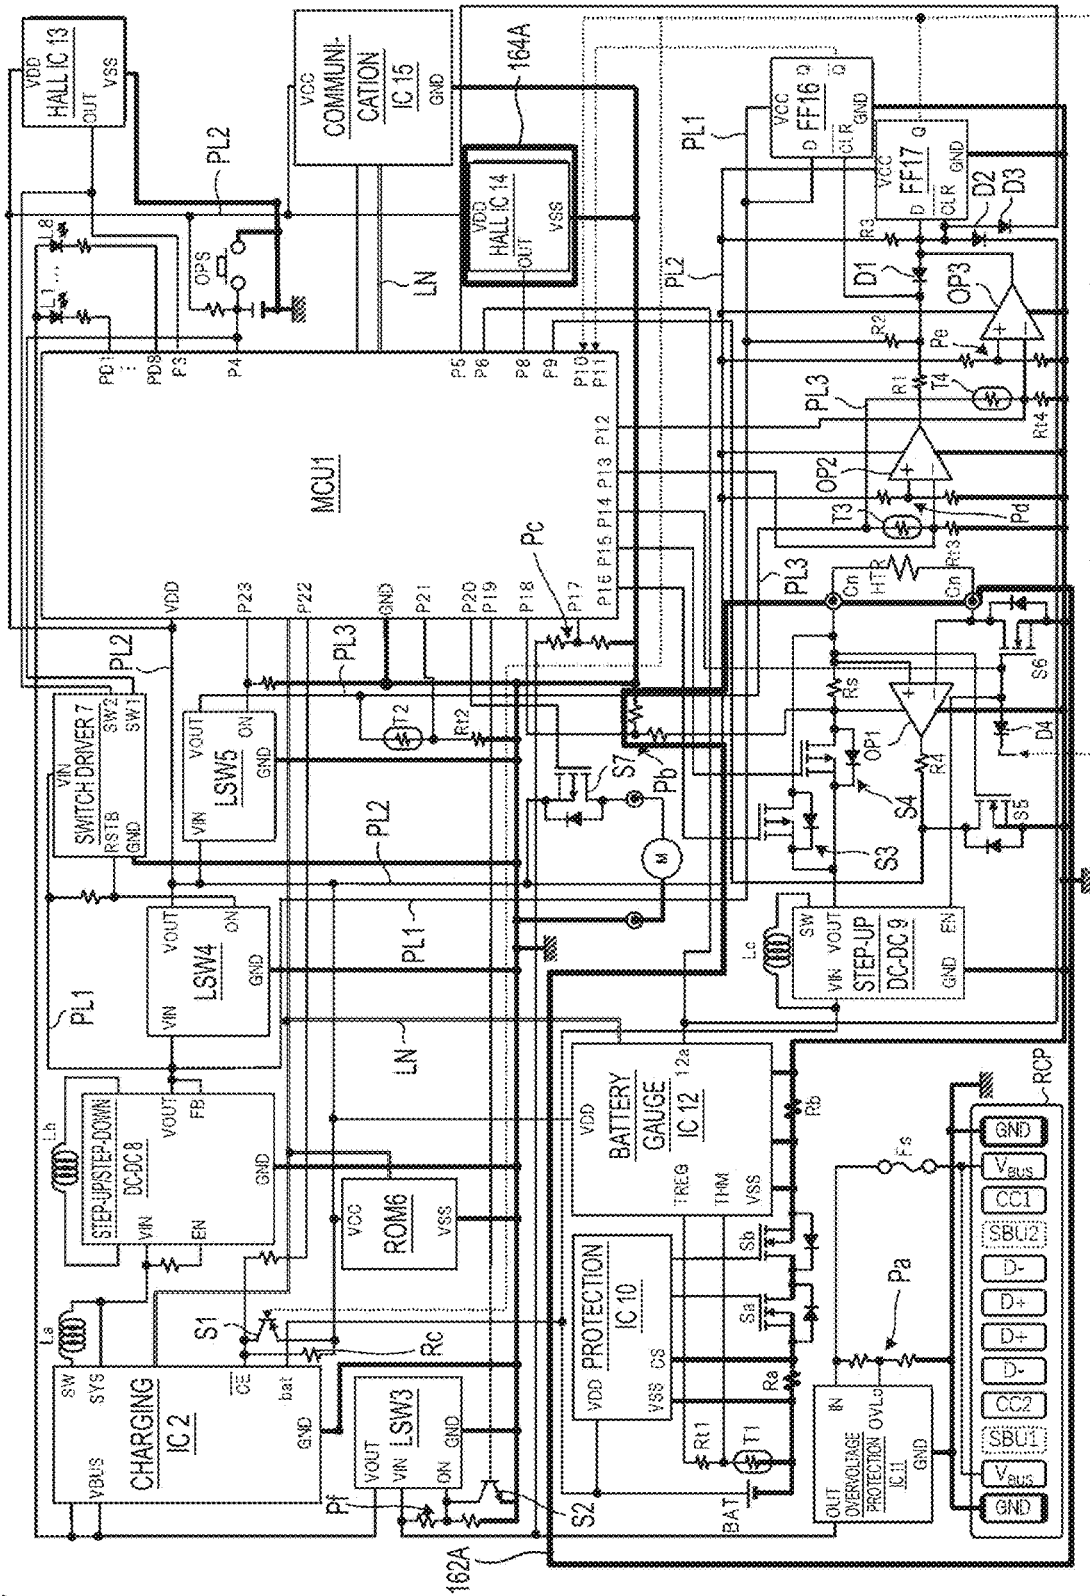 HALL IC 13
VDD
VSS
OUT
PL2
L8
L1 ...
OPS
COMMUNI-
CATION
IC 15
VCC
GND
LN
164A
HALL IC 14
VDD
VSS
OUT
PL1
PL2
FF16
VCC
D
Q
Q
CLR
GND
FF17
VCC
D
Q
CLR
GND
R3
D1
D2
D3
R2
R1
OP3
Pe
T4
Rt4
PL3
OP2
T3
Pd
Rt3
PL3
MCU1
PD1
PD8
P3
P4
P5
P6
P8
P9
P10
P11
P12
P13
P14
P15
P16
P17
P18
P19
P20
P21
GND
P22
P23
VDD
Pc
PL2
PL3
SWITCH DRIVER 7
VIN
SW2
SW1
RSTB
GND
LSW5
VOUT
ON
VIN
GND
T2
Rt2
S7
Pb
M
PL2
PL1
Cn
HTR
Cn
Rs
OP1
S6
D4
R4
S5
S4
S3
LSW4
VOUT
ON
VIN
GND
PL1
LN
Lc
STEP-UP
DC-DC 9
SW
VOUT
VIN
EN
GND
Lb
STEP-UP/STEP-DOWN
DC-DC 8
VOUT
FB
VIN
EN
GND
ROM6
VCC
VSS
BATTERY
GAUGE
IC 12
VDD
12a
TREG
THM
VSS
Rb
PROTECTION
IC 10
VDD
VSS
CS
Sb
Sa
Ra
Rt1
T1
BAT
La
S1
Rc
CHARGING
IC 2
SW
SYS
VBUS
CE
bat
GND
LSW3
VOUT
VIN
ON
GND
Pf
S2
162A
OVERVOLTAGE
PROTECTION
IC 11
IN
OVLo
OUT
GND
Pa
Fs
RCP
GND
VBUS
CC1
SBU2
D-
D+
D+
D-
CC2
SBU1
VBUS
GND